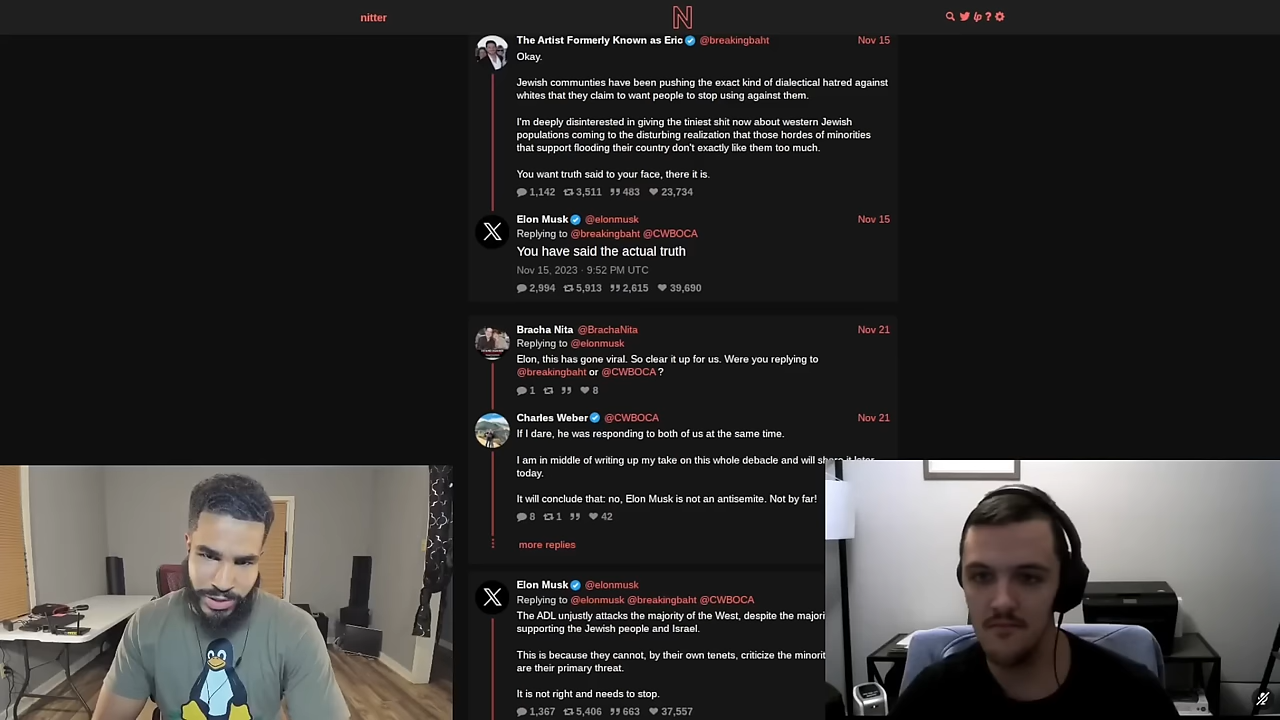 nitter
N
The Artist Formerly Known as Eric @breakingbaht Nov 15
Okay.
Jewish communties have been pushing the exact kind of dialectical hatred against
whites that they claim to want people to stop using against them.
I'm deeply disinterested in giving the tiniest shit now about western Jewish
populations coming to the disturbing realization that those hordes of minorities
that support flooding their country don't exactly like them too much.
You want truth said to your face, there it is.
1,142 3,511 483 23,734
Elon Musk @elonmusk Nov 15
Replying to @breakingbaht @CWBOCA
You have said the actual truth
Nov 15, 2023 · 9:52 PM UTC
2,994 5,913 2,615 39,690
Bracha Nita @BrachaNita Nov 21
Replying to @elonmusk
Elon, this has gone viral. So clear it up for us. Were you replying to
@breakingbaht or @CWBOCA ?
1 8
Charles Weber @CWBOCA Nov 21
If I dare, he was responding to both of us at the same time.
I am in middle of writing up my take on this whole debacle and will share it later
today.
It will conclude that: no, Elon Musk is not an antisemite. Not by far!
8 1 42
more replies
Elon Musk @elonmusk
Replying to @elonmusk @breakingbaht @CWBOCA
The ADL unjustly attacks the majority of the West, despite the majori
supporting the Jewish people and Israel.
This is because they cannot, by their own tenets, criticize the minorit
are their primary threat.
It is not right and needs to stop.
1,367 5,406 663 37,557